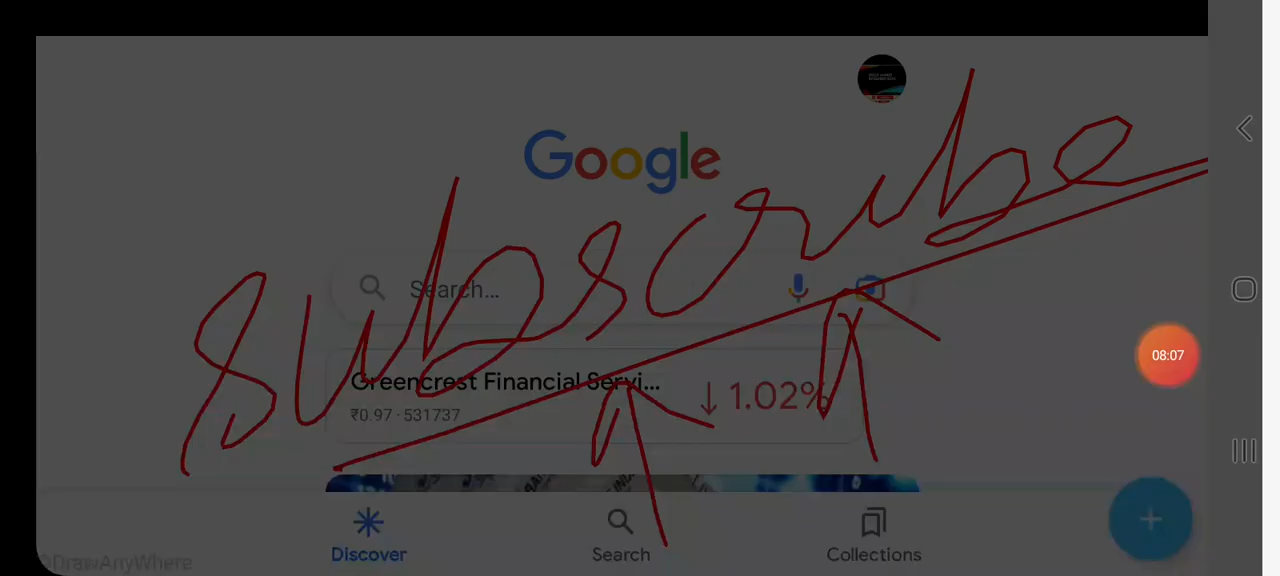 Google
Subscribe
Search...
Greencrest Financial Servi...
↓ 1.02%
₹0.97 · 531737
08:07
Discover
Search
Collections
©DrawAnyWhere